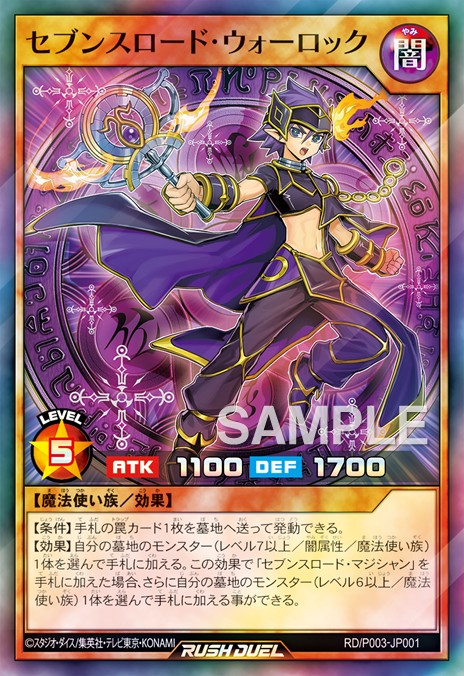 セブンスロード・ウォーロック
やみ
闇
SAMPLE
LEVEL
5
ATK 1100 DEF 1700
【魔法使い族／効果】
【条件】手札の罠カード1枚を墓地へ送って発動できる。
【効果】自分の墓地のモンスター（レベル7以上／闇属性／魔法使い族）
1体を選んで手札に加える。この効果で「セブンスロード・マジシャン」を
手札に加えた場合、さらに自分の墓地のモンスター（レベル6以上／魔法
使い族）1体を選んで手札に加える事ができる。
©スタジオ・ダイス/集英社・テレビ東京・KONAMI
RUSH DUEL
RD/P003-JP001